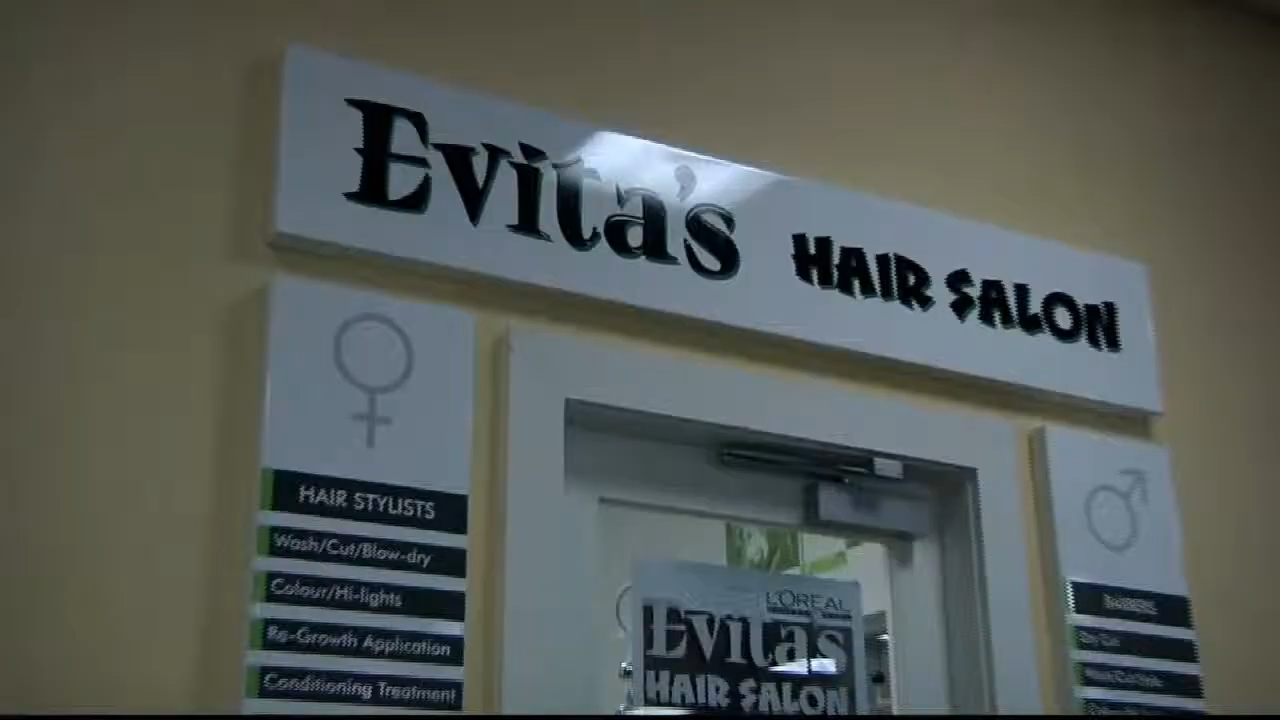 Evita's HAIR SALON
HAIR STYLISTS
Wash/Cut/Blow-dry
Colour/Hi-lights
Re-Growth Application
Conditioning Treatment
L'ORÉAL
Evita's
HAIR SALON